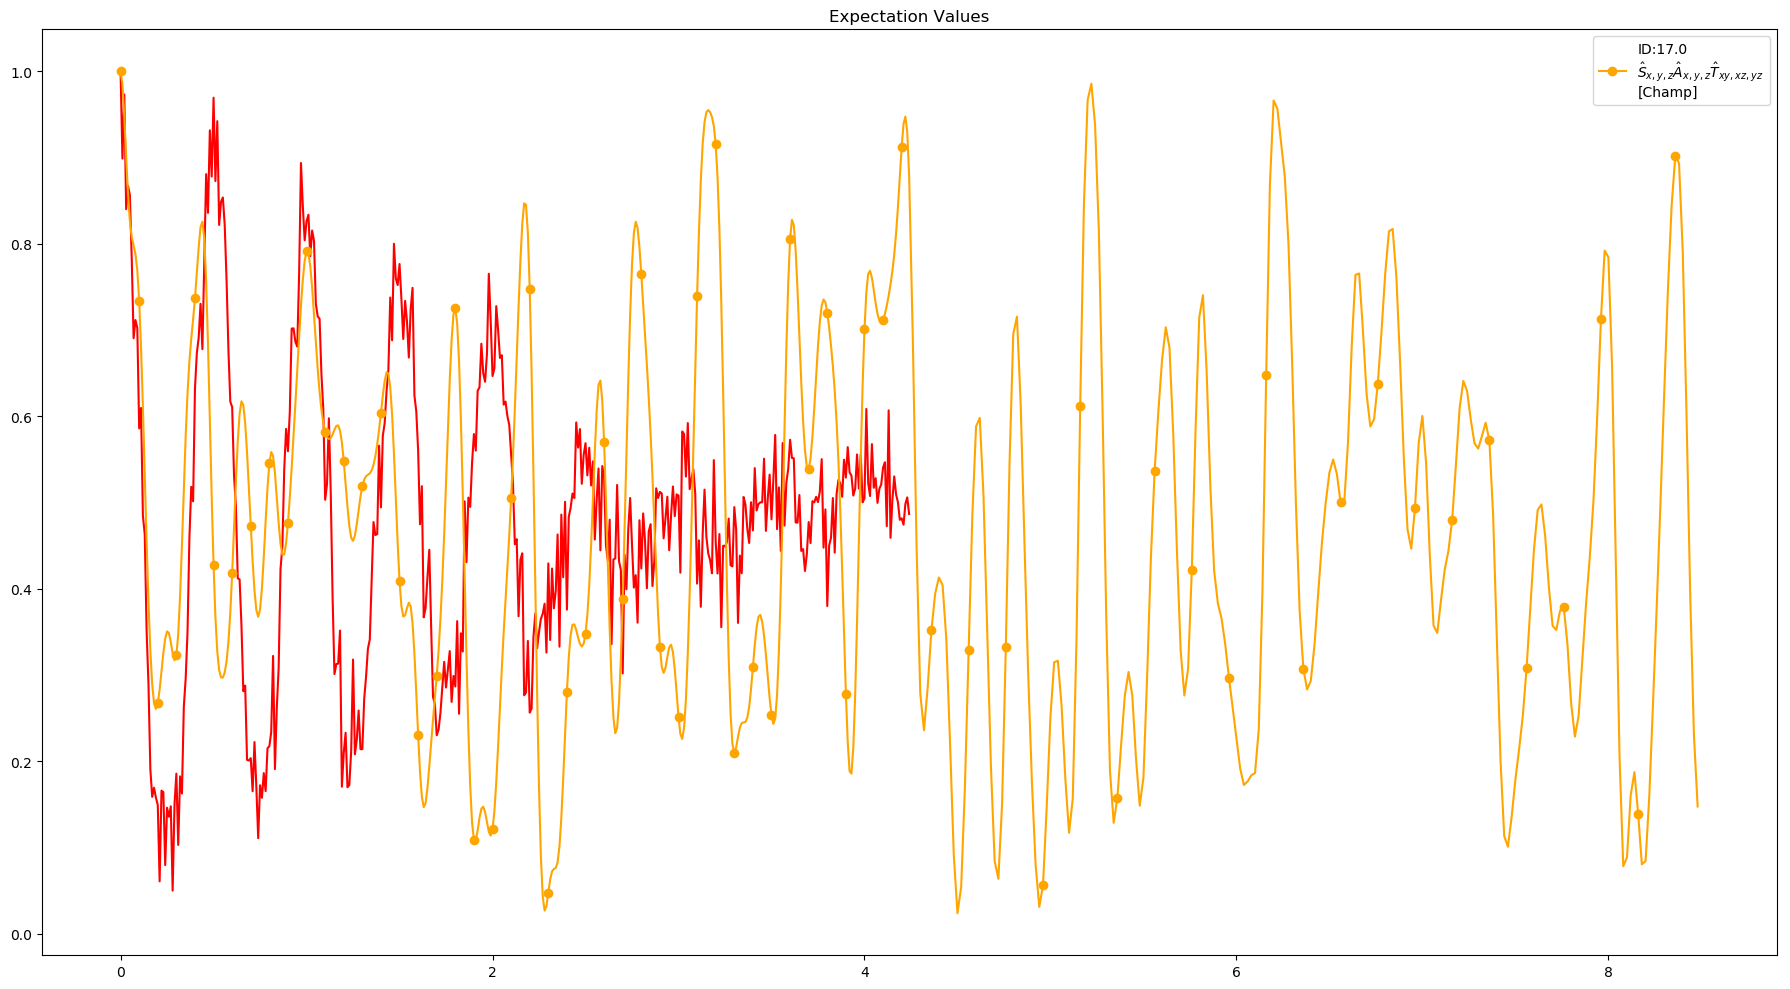 Expectation Values
ID:17.0
Ŝx,y,zÂx,y,zT̂xy,xz,yz
[Champ]
1.0
0.8
0.6
0.4
0.2
0.0
0 2 4 6 8